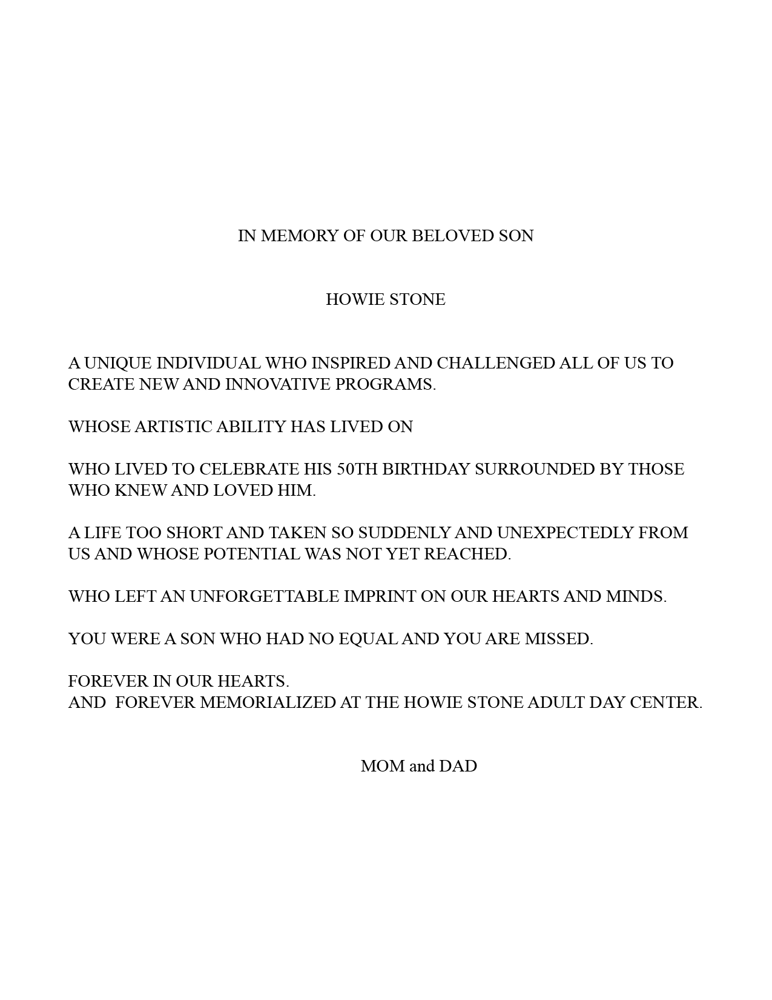 IN MEMORY OF OUR BELOVED SON
HOWIE STONE
A UNIQUE INDIVIDUAL WHO INSPIRED AND CHALLENGED ALL OF US TO
CREATE NEW AND INNOVATIVE PROGRAMS.
WHOSE ARTISTIC ABILITY HAS LIVED ON
WHO LIVED TO CELEBRATE HIS 50TH BIRTHDAY SURROUNDED BY THOSE
WHO KNEW AND LOVED HIM.
A LIFE TOO SHORT AND TAKEN SO SUDDENLY AND UNEXPECTEDLY FROM
US AND WHOSE POTENTIAL WAS NOT YET REACHED.
WHO LEFT AN UNFORGETTABLE IMPRINT ON OUR HEARTS AND MINDS.
YOU WERE A SON WHO HAD NO EQUAL AND YOU ARE MISSED.
FOREVER IN OUR HEARTS.
AND  FOREVER MEMORIALIZED AT THE HOWIE STONE ADULT DAY CENTER.
MOM and DAD